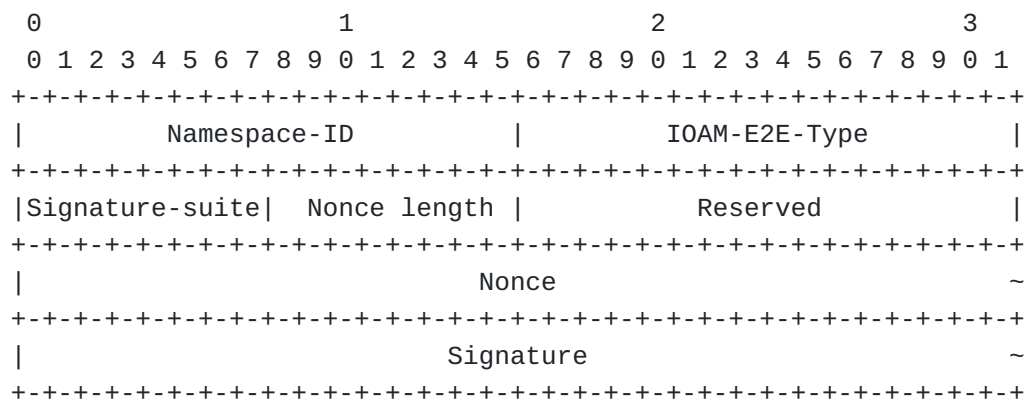 0                   1                   2                   3
 0 1 2 3 4 5 6 7 8 9 0 1 2 3 4 5 6 7 8 9 0 1 2 3 4 5 6 7 8 9 0 1
+-+-+-+-+-+-+-+-+-+-+-+-+-+-+-+-+-+-+-+-+-+-+-+-+-+-+-+-+-+-+-+-+
|         Namespace-ID          |         IOAM-E2E-Type         |
+-+-+-+-+-+-+-+-+-+-+-+-+-+-+-+-+-+-+-+-+-+-+-+-+-+-+-+-+-+-+-+-+
|Signature-suite|  Nonce length |           Reserved            |
+-+-+-+-+-+-+-+-+-+-+-+-+-+-+-+-+-+-+-+-+-+-+-+-+-+-+-+-+-+-+-+-+
|                             Nonce                             ~
+-+-+-+-+-+-+-+-+-+-+-+-+-+-+-+-+-+-+-+-+-+-+-+-+-+-+-+-+-+-+-+-+
|                           Signature                           ~
+-+-+-+-+-+-+-+-+-+-+-+-+-+-+-+-+-+-+-+-+-+-+-+-+-+-+-+-+-+-+-+-+